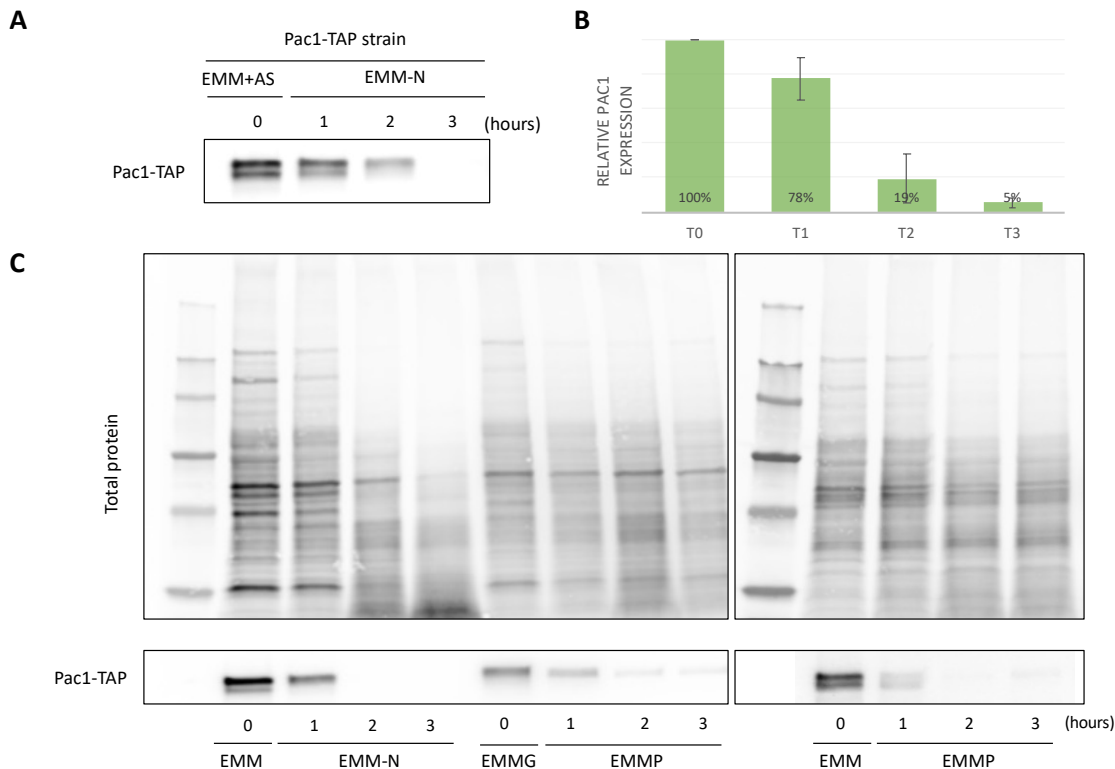 A
Pac1-TAP strain
EMM+AS EMM-N
0 1 2 3 (hours)
Pac1-TAP
B
RELATIVE PAC1
EXPRESSION
100% 78% 19% 5%
T0 T1 T2 T3
C
Total protein
Pac1-TAP
0 1 2 3 0 1 2 3 0 1 2 3 (hours)
EMM EMM-N EMMG EMMP EMM EMMP